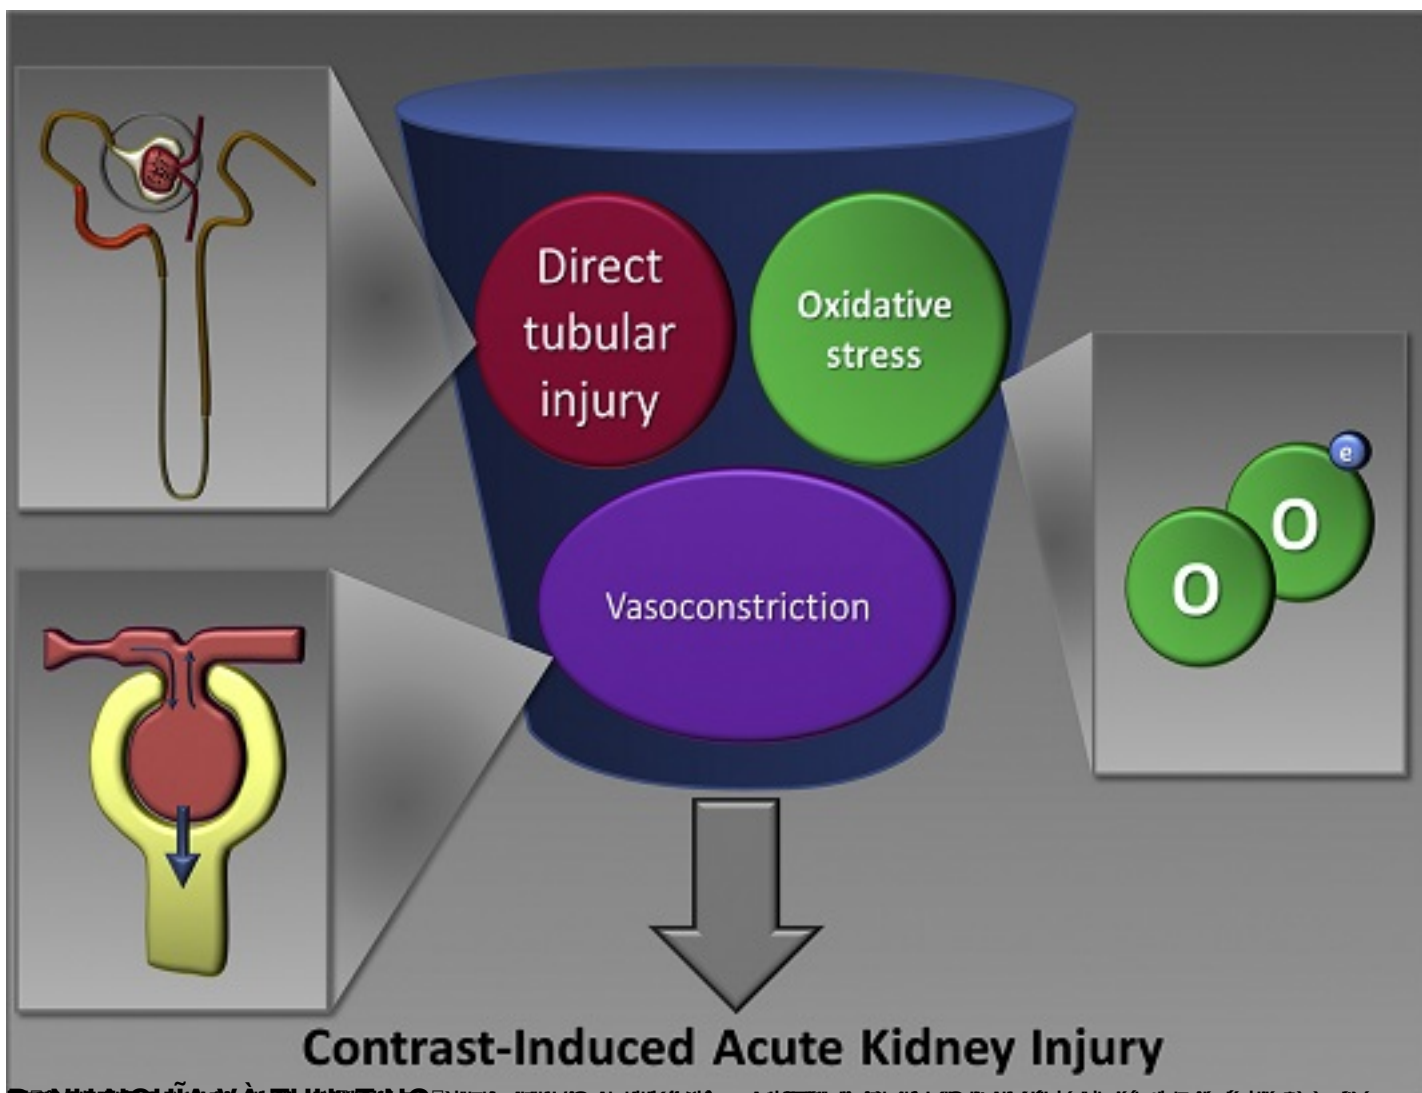 Direct
tubular
injury
Oxidative
stress
Vasoconstriction
e
O
O
Contrast-Induced Acute Kidney Injury